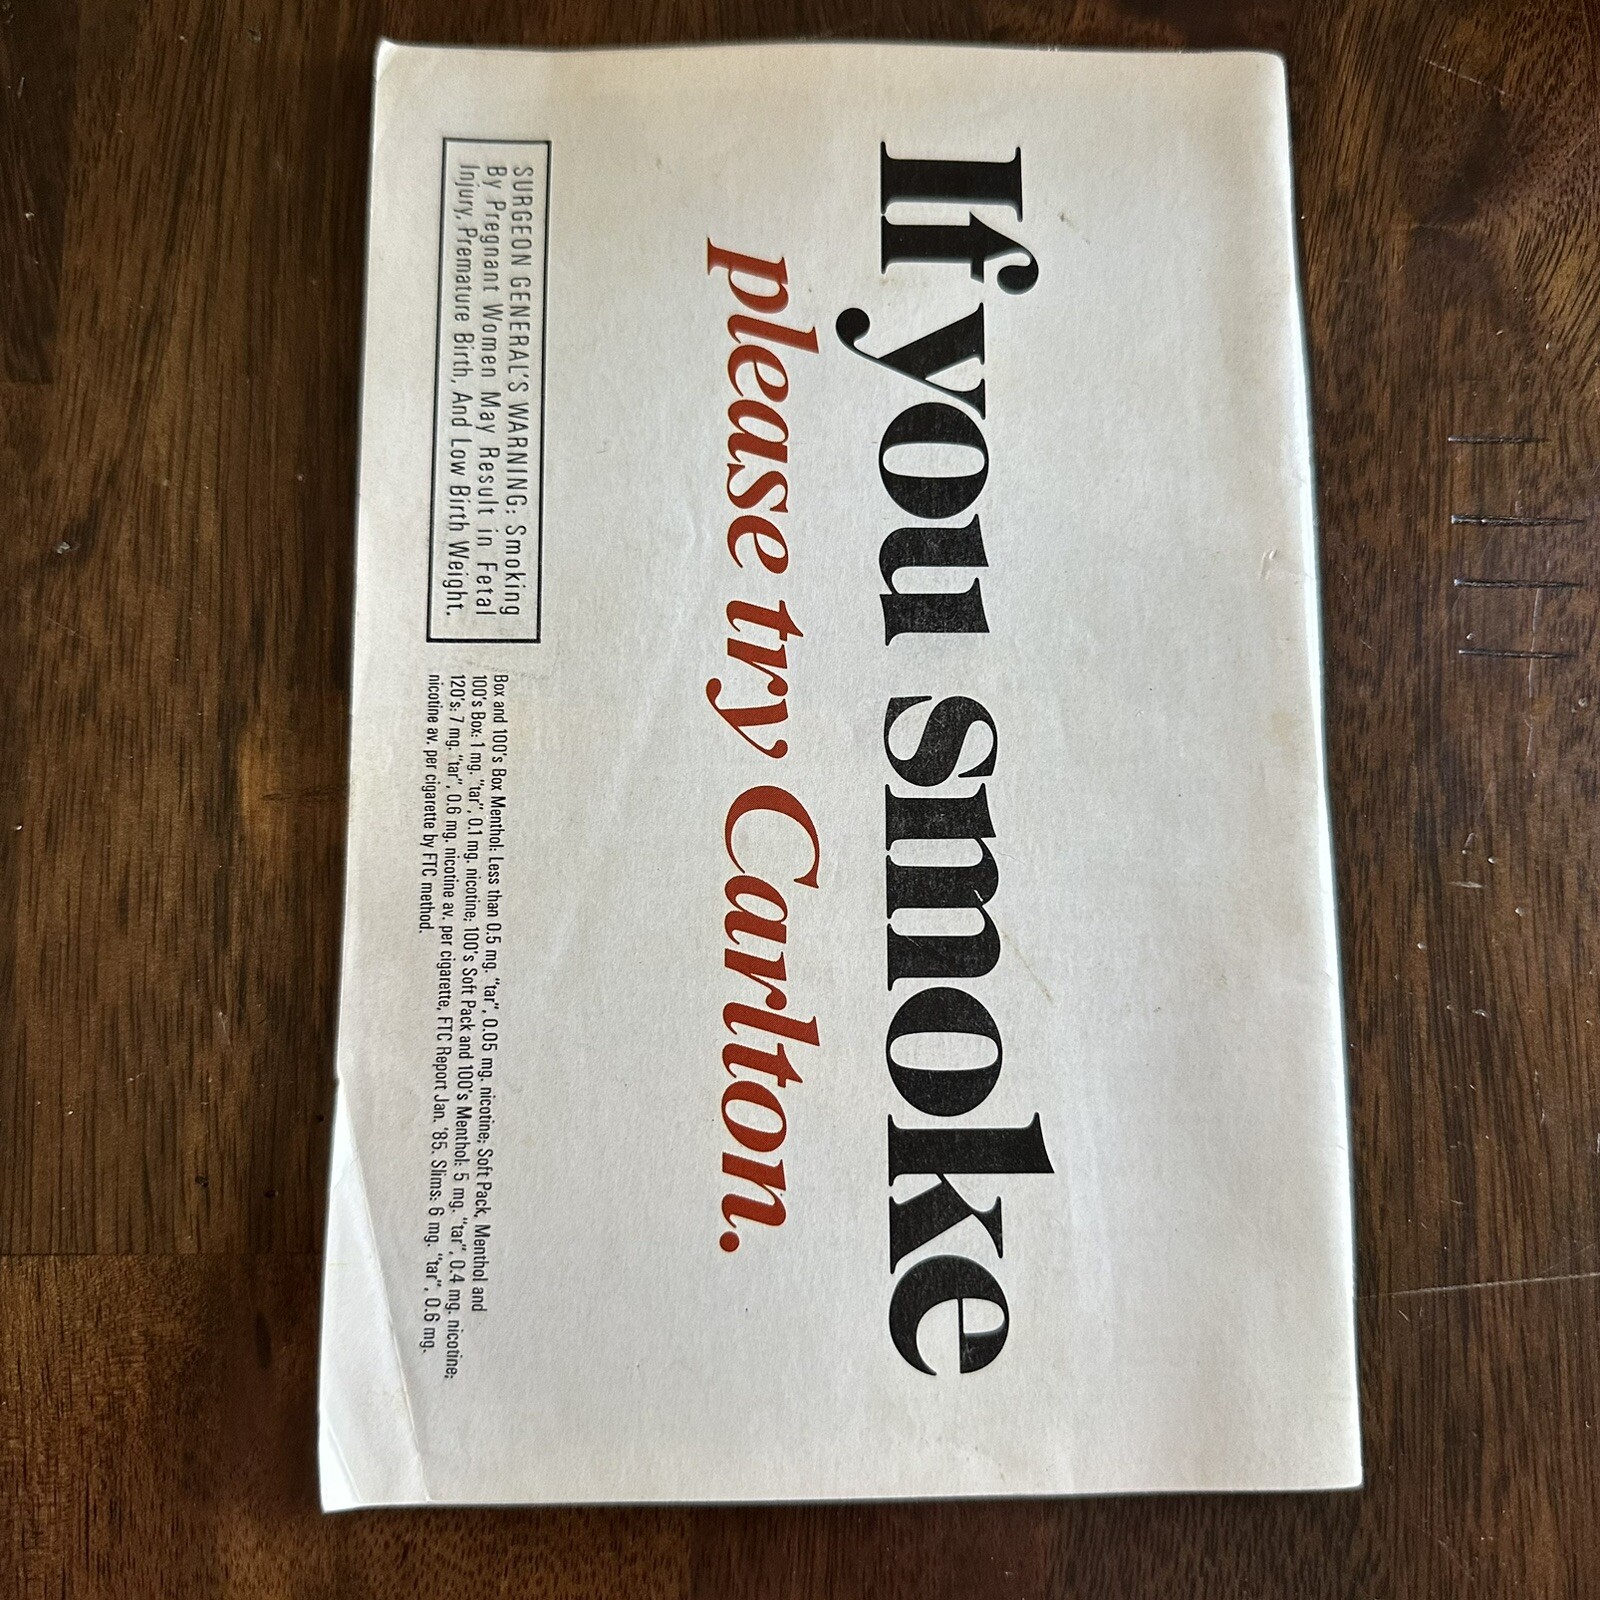 If you smoke
please try Carlton.
SURGEON GENERAL'S WARNING: Smoking
By Pregnant Women May Result in Fetal
Injury, Premature Birth, And Low Birth Weight.
Box and 100's Box Menthol: Less than 0.5 mg. "tar", 0.05 mg. nicotine; Soft Pack, Menthol and
100's Box: 1 mg. "tar", 0.1 mg. nicotine; 100's Soft Pack and 100's Menthol: 5 mg. "tar", 0.4 mg. nicotine;
120's: 7 mg. "tar", 0.6 mg. nicotine av. per cigarette, FTC Report Jan. '85. Slims: 6 mg. "tar", 0.6 mg.
nicotine av. per cigarette by FTC method.